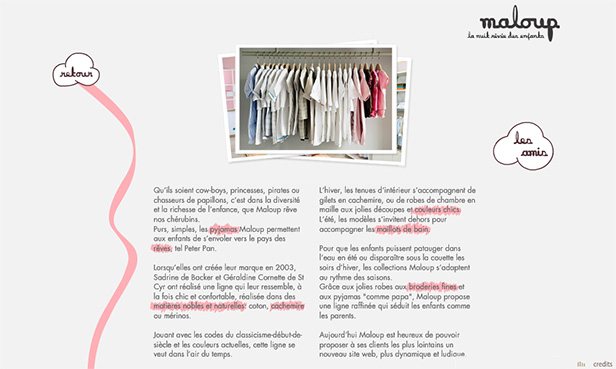 maloup
la nuit rêvée des enfants
retour
les
amis
Qu'ils soient cow-boys, princesses, pirates ou
chasseurs de papillons, c'est dans la diversité
et la richesse de l'enfance, que Maloup rêve
nos chérubins.
Purs, simples, les pyjamas Maloup permettent
aux enfants de s'envoler vers le pays des
rêves, tel Peter Pan.
Lorsqu'elles ont créée leur marque en 2003,
Sadrine de Backer et Géraldine Cornette de St
Cyr ont réalisé une ligne qui leur ressemble, à
la fois chic et confortable, réalisée dans des
matières nobles et naturelles: coton, cachemire
ou mérinos.
Jouant avec les codes du classicisme-début-de-
siècle et les couleurs actuelles, cette ligne se
veut dans l'air du temps.
L'hiver, les tenues d'intérieur s'accompagnent de
gilets en cachemire, ou de robes de chambre en
maille aux jolies découpes et couleurs chics.
L'été, les modèles s'invitent dehors pour
accompagner les maillots de bain.
Pour que les enfants puissent patauger dans
l'eau en été ou disparaître sous la couette les
soirs d'hiver, les collections Maloup s'adaptent
au rythme des saisons.
Grâce aux jolies robes aux broderies fines et
aux pyjamas "comme papa", Maloup propose
une ligne raffinée qui séduit les enfants comme
les parents.
Aujourd'hui Maloup est heureux de pouvoir
proposer à ses clients les plus lointains un
nouveau site web, plus dynamique et ludique.
credits